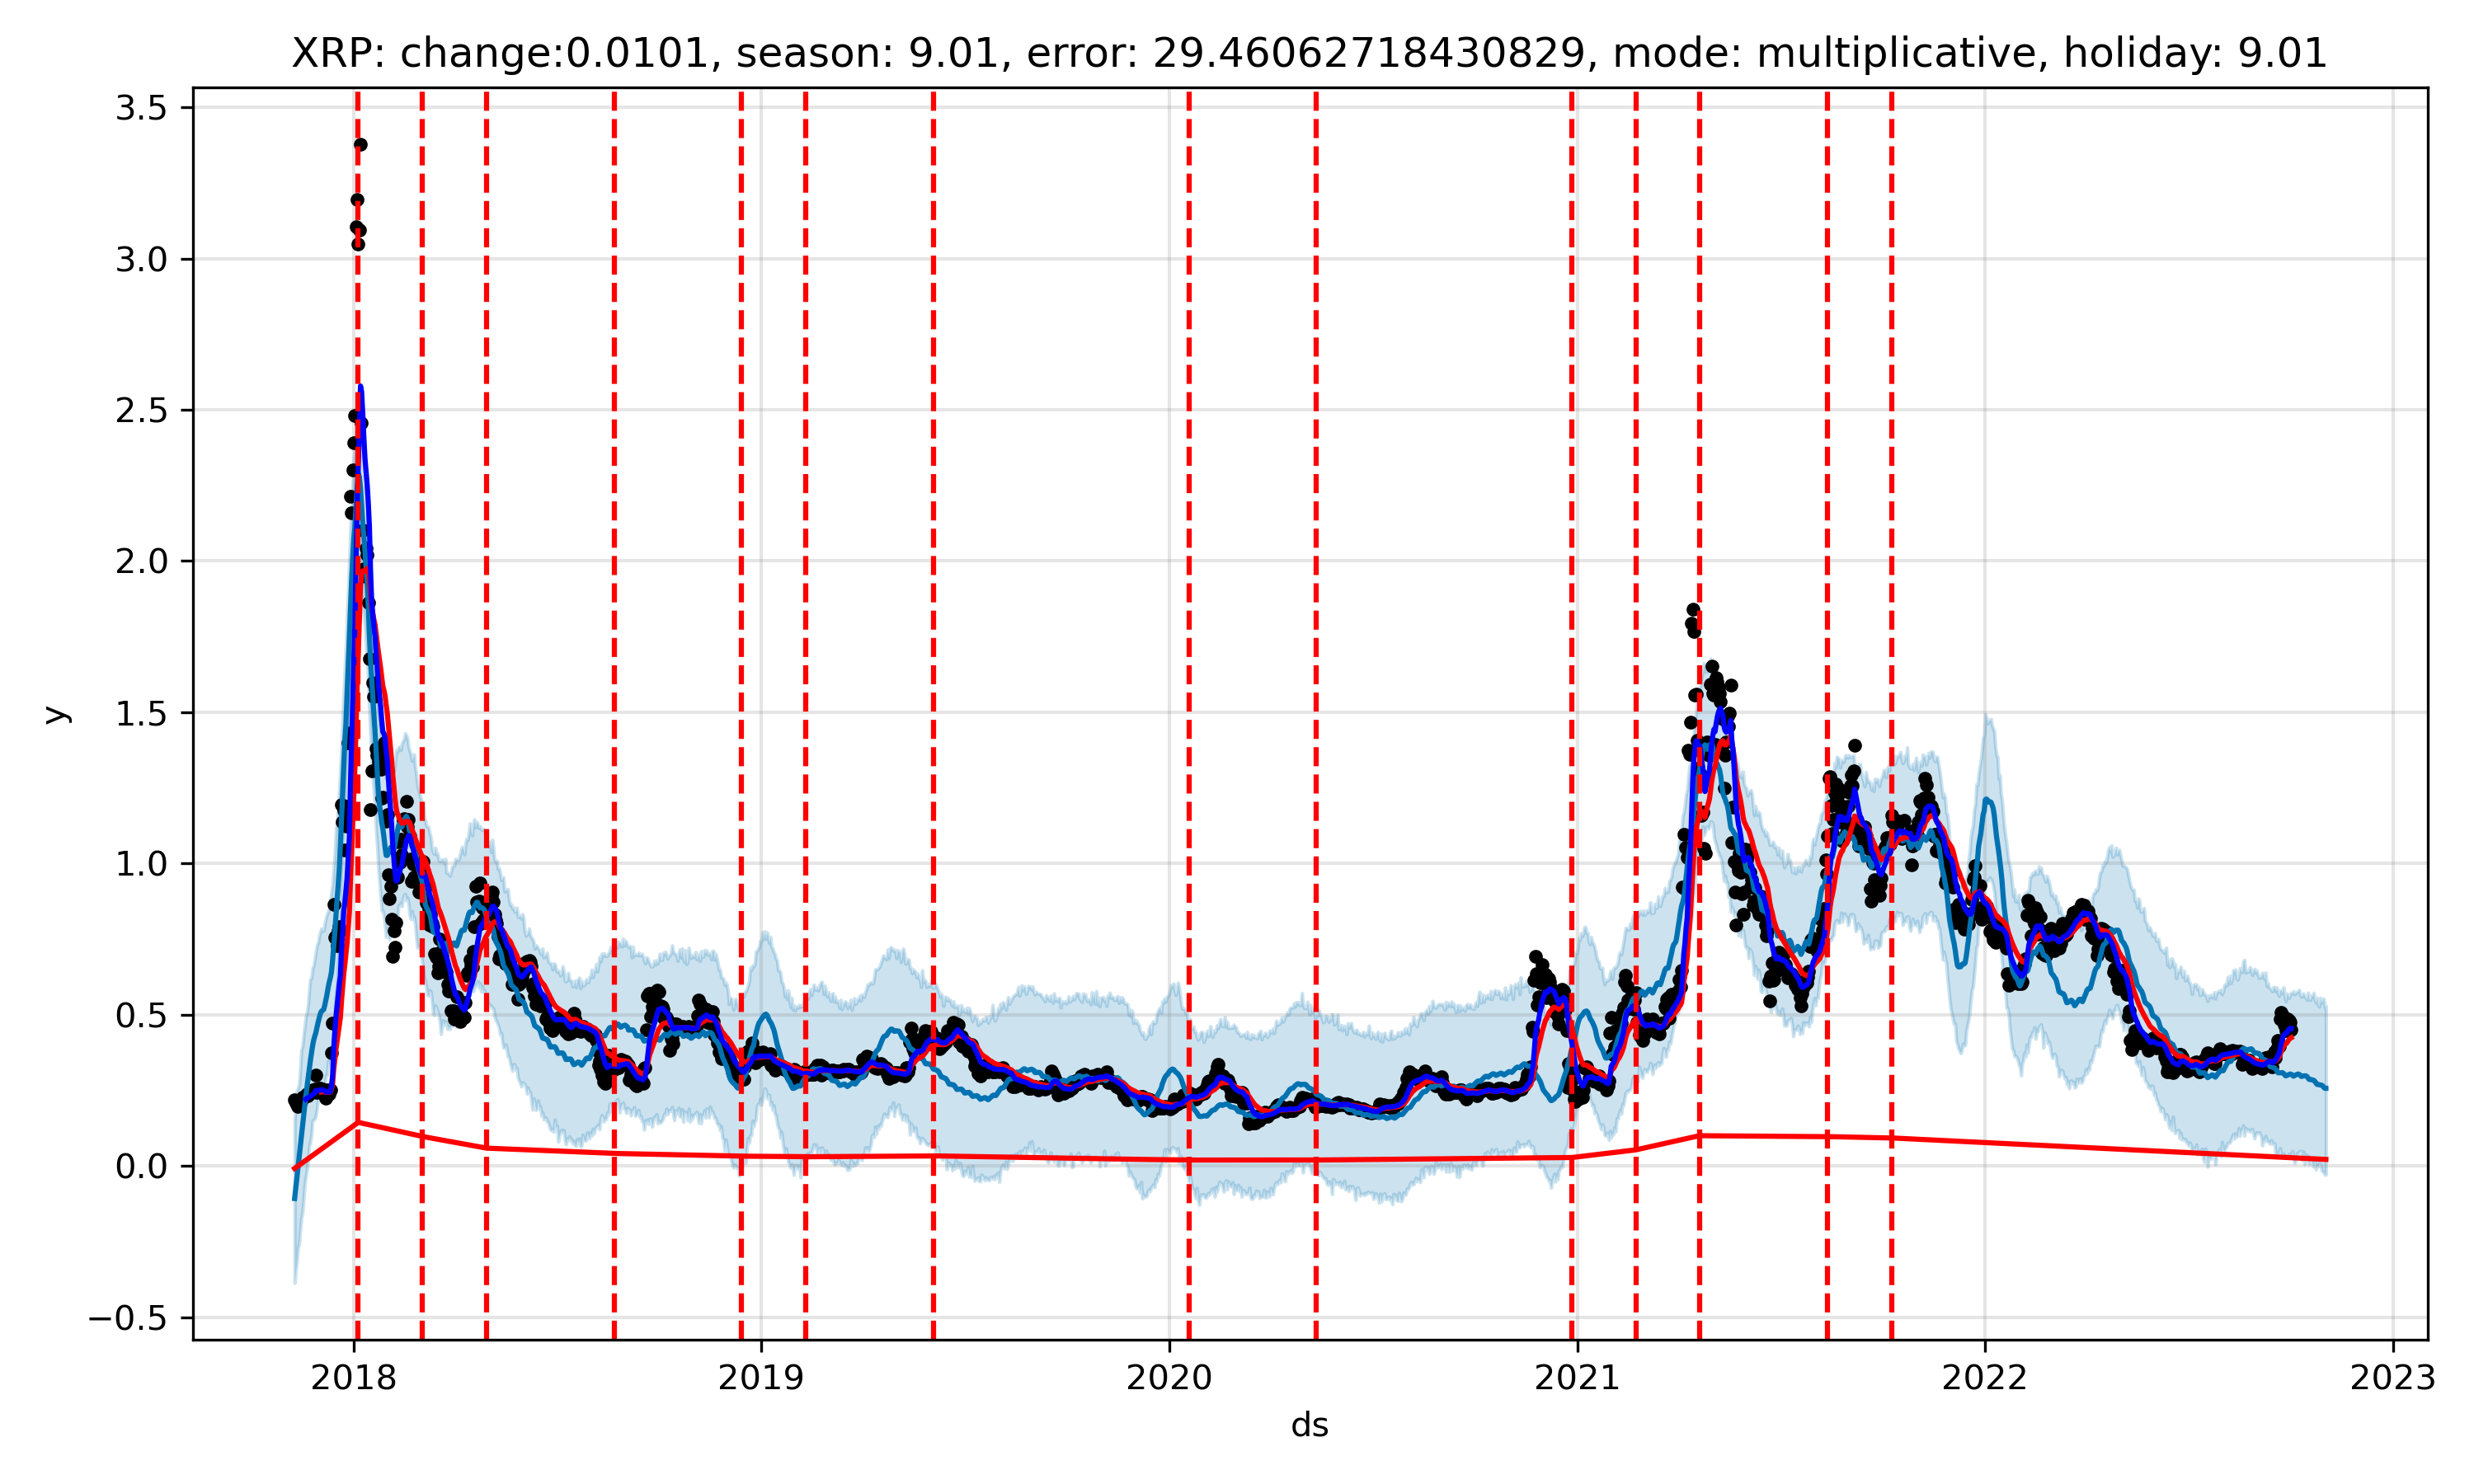 XRP: change:0.0101, season: 9.01, error: 29.46062718430829, mode: multiplicative, holiday: 9.01
3.5
3.0
2.5
2.0
1.5
1.0
0.5
0.0
−0.5
y
2018 2019 2020 2021 2022 2023
ds